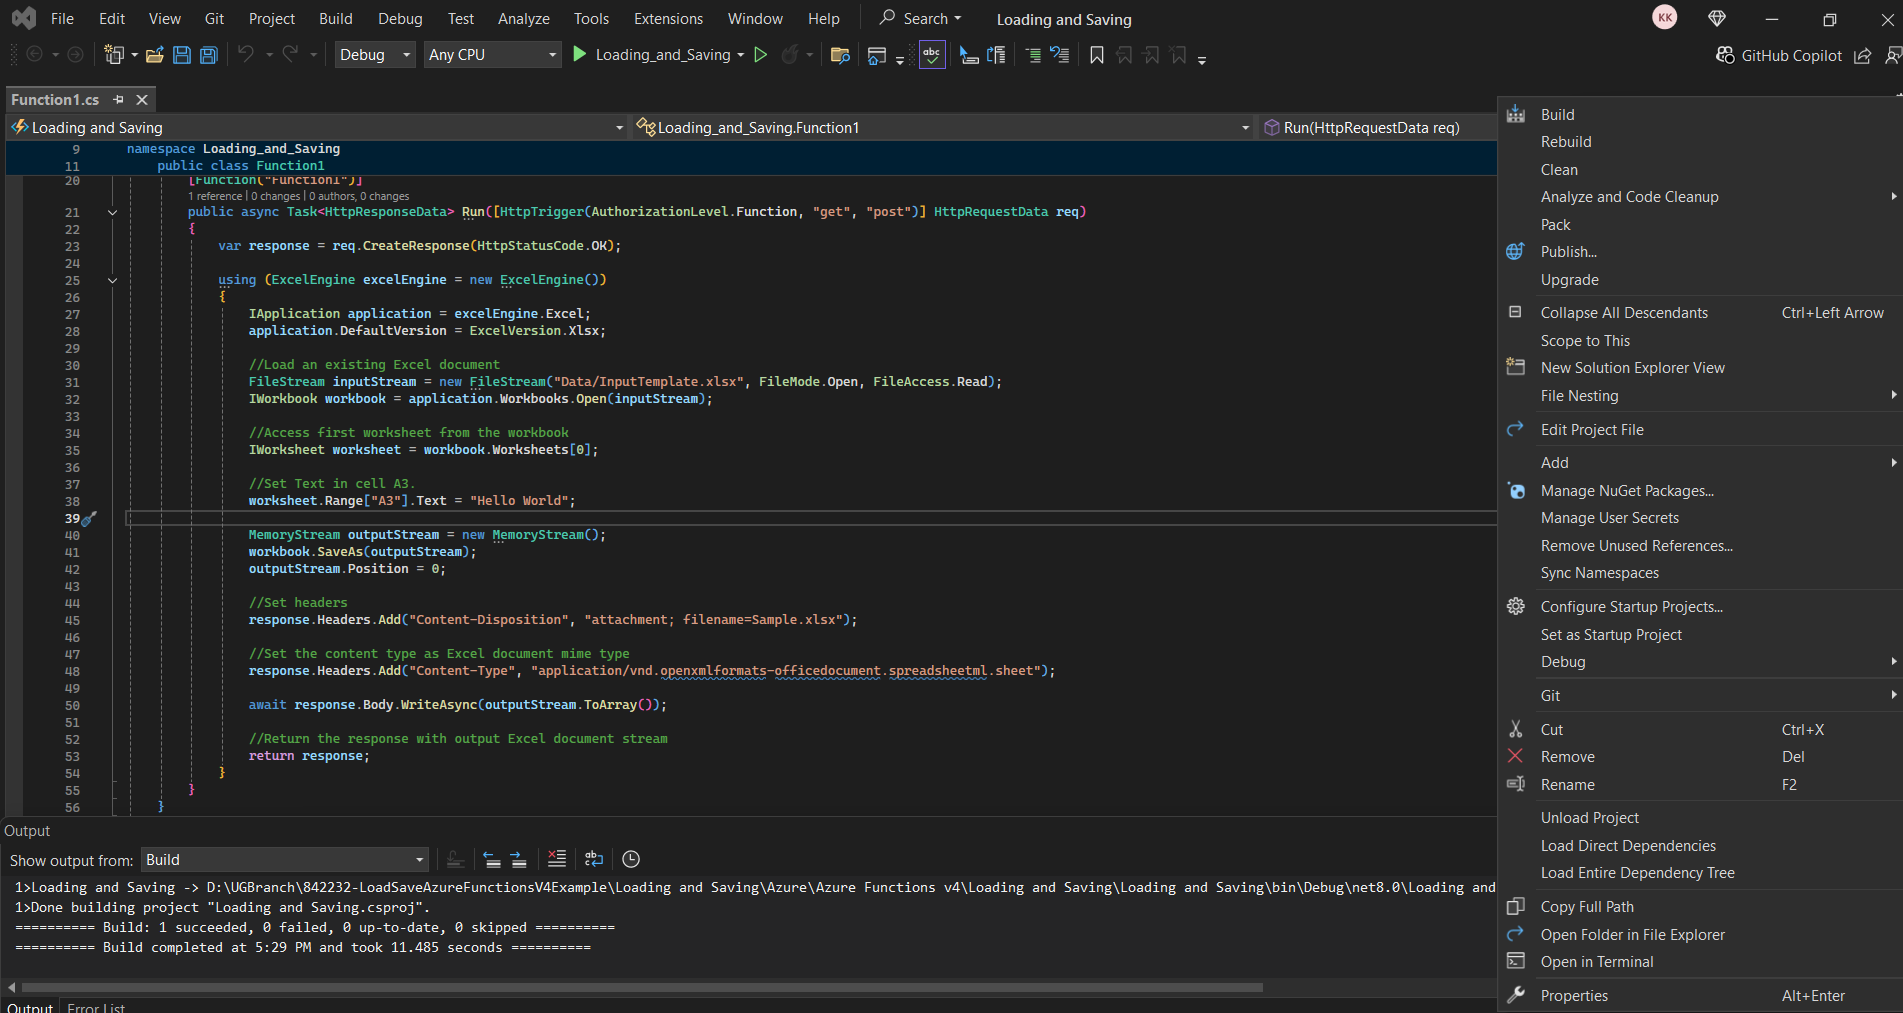 File Edit View Git Project Build Debug Test Analyze Tools Extensions Window Help Search Loading and Saving KK
Debug Any CPU Loading_and_Saving abc GitHub Copilot
Function1.cs
Loading and Saving Loading_and_Saving.Function1 Run(HttpRequestData req)
9 namespace Loading_and_Saving
11 public class Function1
20 [Function("Function1")]
1 reference | 0 changes | 0 authors, 0 changes
21 public async Task<HttpResponseData> Run([HttpTrigger(AuthorizationLevel.Function, "get", "post")] HttpRequestData req)
22 {
23 var response = req.CreateResponse(HttpStatusCode.OK);
24
25 using (ExcelEngine excelEngine = new ExcelEngine())
26 {
27 IApplication application = excelEngine.Excel;
28 application.DefaultVersion = ExcelVersion.Xlsx;
29
30 //Load an existing Excel document
31 FileStream inputStream = new FileStream("Data/InputTemplate.xlsx", FileMode.Open, FileAccess.Read);
32 IWorkbook workbook = application.Workbooks.Open(inputStream);
33
34 //Access first worksheet from the workbook
35 IWorksheet worksheet = workbook.Worksheets[0];
36
37 //Set Text in cell A3.
38 worksheet.Range["A3"].Text = "Hello World";
39
40 MemoryStream outputStream = new MemoryStream();
41 workbook.SaveAs(outputStream);
42 outputStream.Position = 0;
43
44 //Set headers
45 response.Headers.Add("Content-Disposition", "attachment; filename=Sample.xlsx");
46
47 //Set the content type as Excel document mime type
48 response.Headers.Add("Content-Type", "application/vnd.openxmlformats-officedocument.spreadsheetml.sheet");
49
50 await response.Body.WriteAsync(outputStream.ToArray());
51
52 //Return the response with output Excel document stream
53 return response;
54 }
55 }
56 }
Output
Show output from: Build
1>Loading and Saving -> D:\UGBranch\842232-LoadSaveAzureFunctionsV4Example\Loading and Saving\Azure\Azure Functions v4\Loading and Saving\Loading and Saving\bin\Debug\net8.0\Loading and
1>Done building project "Loading and Saving.csproj".
========== Build: 1 succeeded, 0 failed, 0 up-to-date, 0 skipped ==========
========== Build completed at 5:29 PM and took 11.485 seconds ==========
Output Error List
Build
Rebuild
Clean
Analyze and Code Cleanup
Pack
Publish...
Upgrade
Collapse All Descendants Ctrl+Left Arrow
Scope to This
New Solution Explorer View
File Nesting
Edit Project File
Add
Manage NuGet Packages...
Manage User Secrets
Remove Unused References...
Sync Namespaces
Configure Startup Projects...
Set as Startup Project
Debug
Git
Cut Ctrl+X
Remove Del
Rename F2
Unload Project
Load Direct Dependencies
Load Entire Dependency Tree
Copy Full Path
Open Folder in File Explorer
Open in Terminal
Properties Alt+Enter